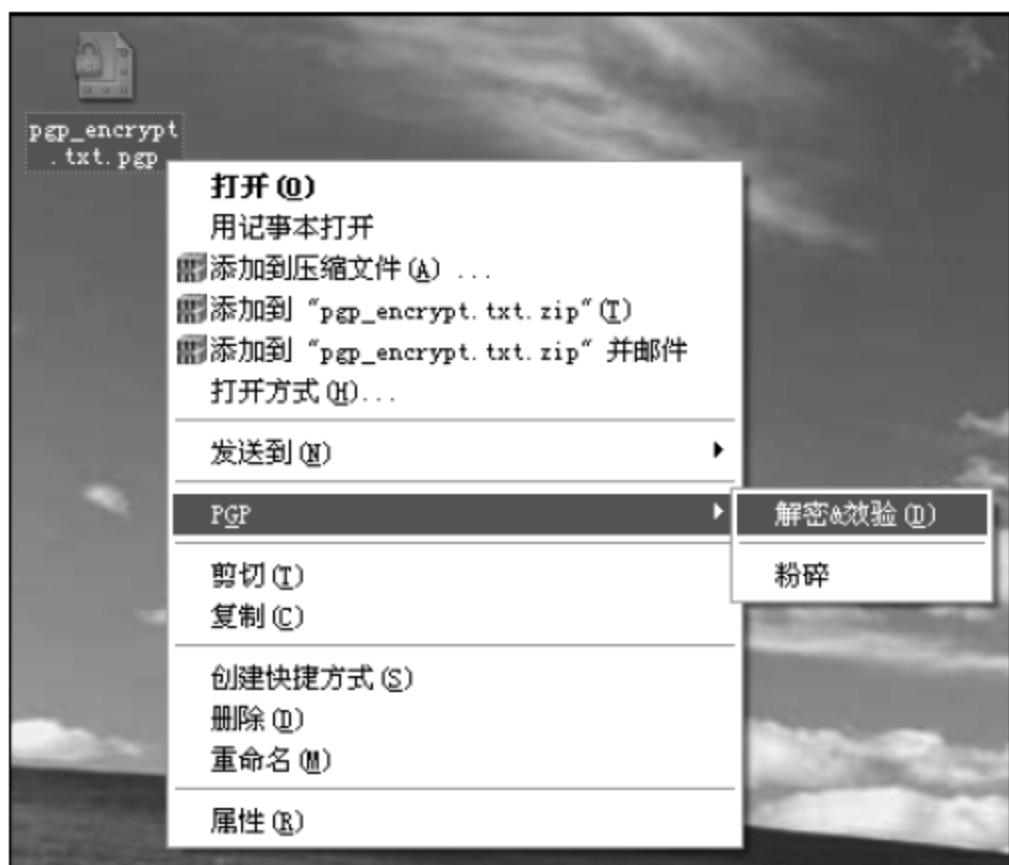 pgp_encrypt
.txt.pgp
打开(O)
用记事本打开
添加到压缩文件(A) ...
添加到 "pgp_encrypt.txt.zip"(T)
添加到 "pgp_encrypt.txt.zip" 并邮件
打开方式(H)...
发送到(N)
PGP
解密&效验(D)
粉碎
剪切(T)
复制(C)
创建快捷方式(S)
删除(D)
重命名(M)
属性(R)